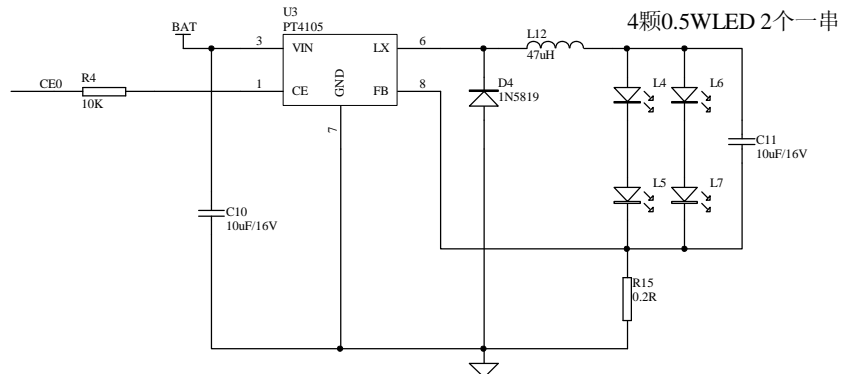 U3
PT4105
4颗0.5WLED 2个一串
BAT
3 VIN LX 6
L12
47uH
CE0 R4
10K
1 CE GND FB 8
7
D4
1N5819
L4 L6
C11
10uF/16V
L5 L7
C10
10uF/16V
R15
0.2R